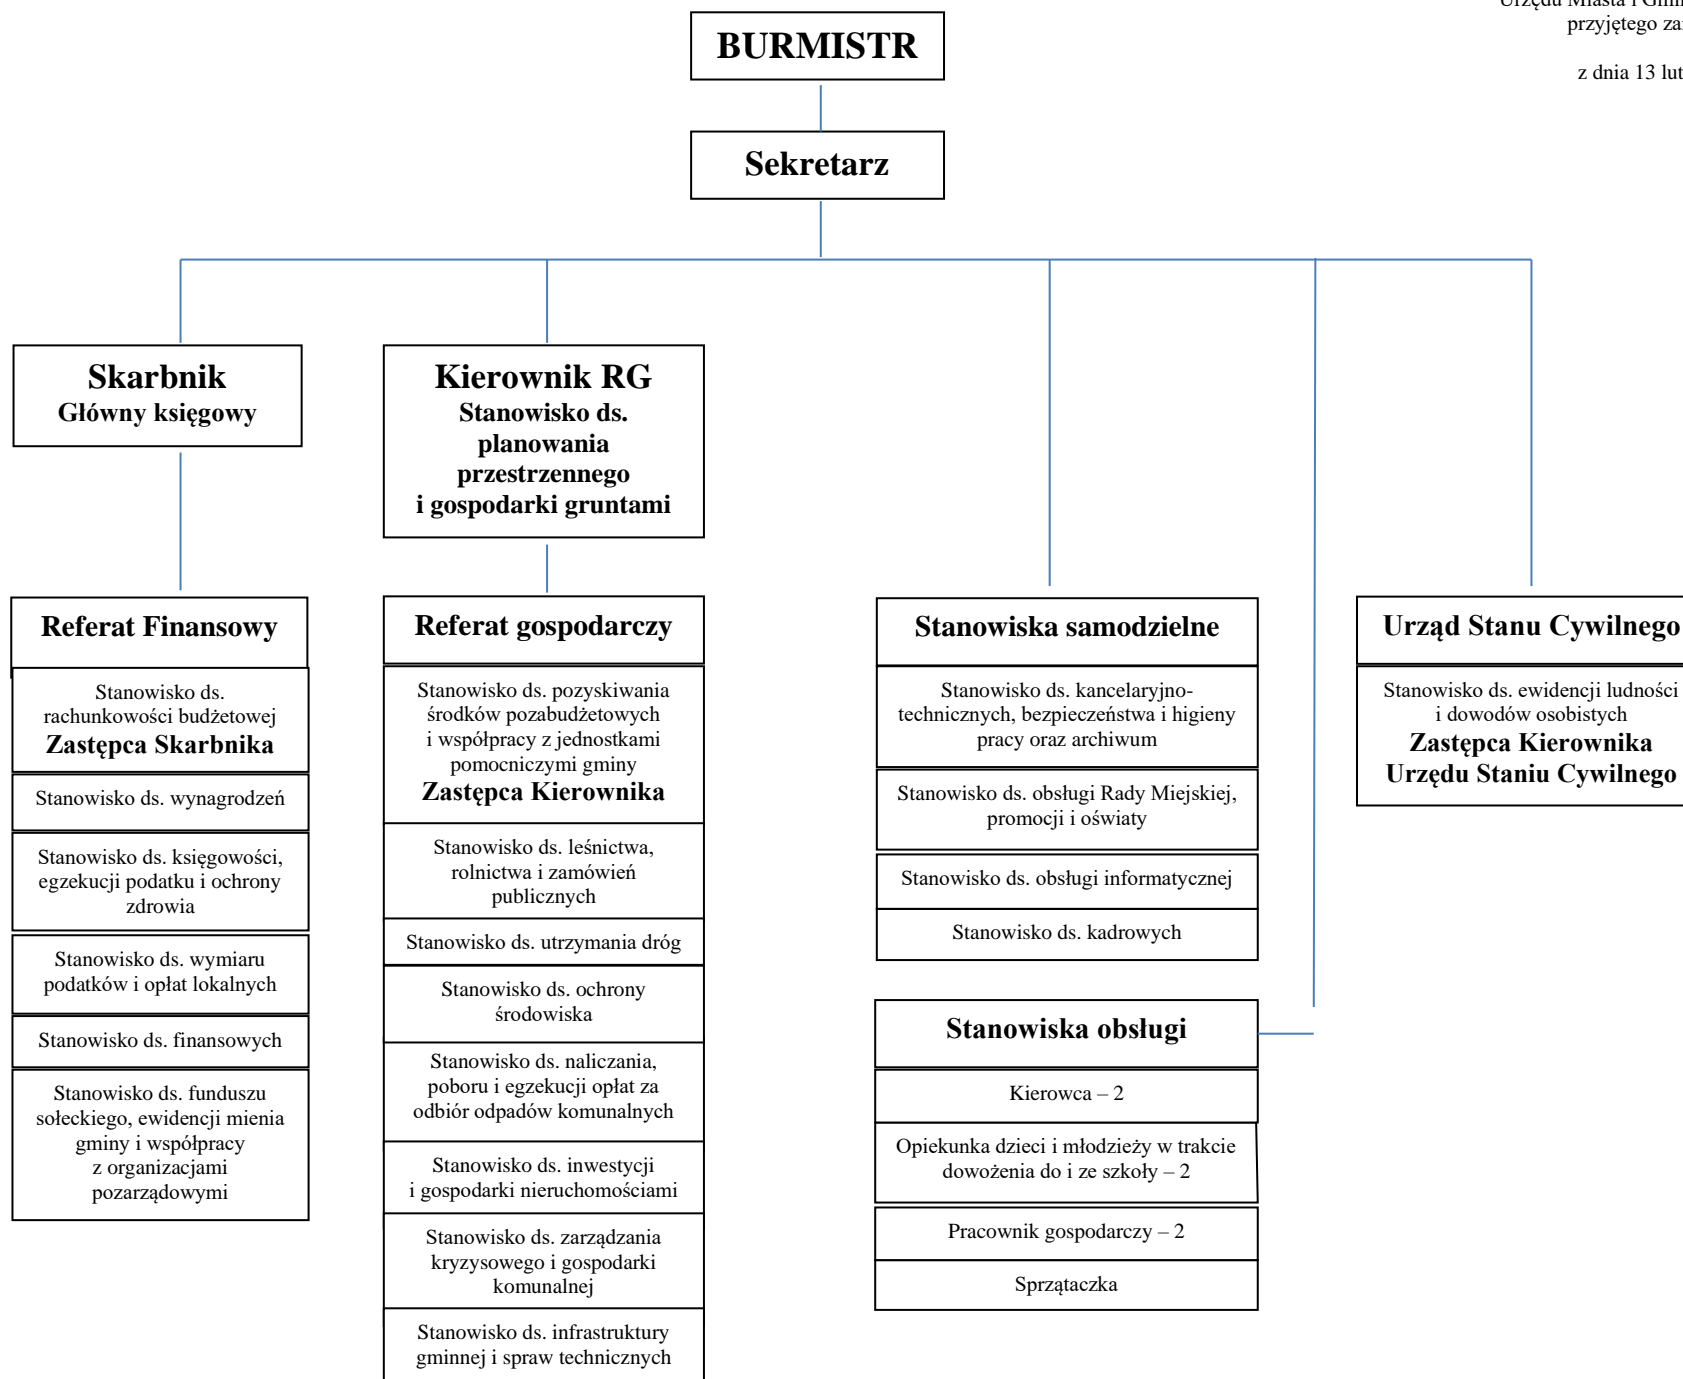 Urzędu Miasta i
przyjętego
z dnia 13
BURMISTR
Sekretarz
Skarbnik
Główny księgowy
Kierownik RG
Stanowisko ds.
planowania
przestrzennego
i gospodarki gruntami
Referat Finansowy
Stanowisko ds.
rachunkowości budżetowej
Zastępca Skarbnika
Stanowisko ds. wynagrodzeń
Stanowisko ds. księgowości,
egzekucji podatku i ochrony
zdrowia
Stanowisko ds. wymiaru
podatków i opłat lokalnych
Stanowisko ds. finansowych
Stanowisko ds. funduszu
sołeckiego, ewidencji mienia
gminy i współpracy
z organizacjami
pozarządowymi
Referat gospodarczy
Stanowisko ds. pozyskiwania
środków pozabudżetowych
i współpracy z jednostkami
pomocniczymi gminy
Zastępca Kierownika
Stanowisko ds. leśnictwa,
rolnictwa i zamówień
publicznych
Stanowisko ds. utrzymania dróg
Stanowisko ds. ochrony
środowiska
Stanowisko ds. naliczania,
poboru i egzekucji opłat za
odbiór odpadów komunalnych
Stanowisko ds. inwestycji
i gospodarki nieruchomościami
Stanowisko ds. zarządzania
kryzysowego i gospodarki
komunalnej
Stanowisko ds. infrastruktury
gminnej i spraw technicznych
Stanowiska samodzielne
Stanowisko ds. kancelaryjno-
technicznych, bezpieczeństwa i higieny
pracy oraz archiwum
Stanowisko ds. obsługi Rady Miejskiej,
promocji i oświaty
Stanowisko ds. obsługi informatycznej
Stanowisko ds. kadrowych
Stanowiska obsługi
Kierowca – 2
Opiekunka dzieci i młodzieży w trakcie
dowożenia do i ze szkoły – 2
Pracownik gospodarczy – 2
Sprzątaczka
Urząd Stanu Cywilnego
Stanowisko ds. ewidencji ludności
i dowodów osobistych
Zastępca Kierownika
Urzędu Staniu Cywilnego